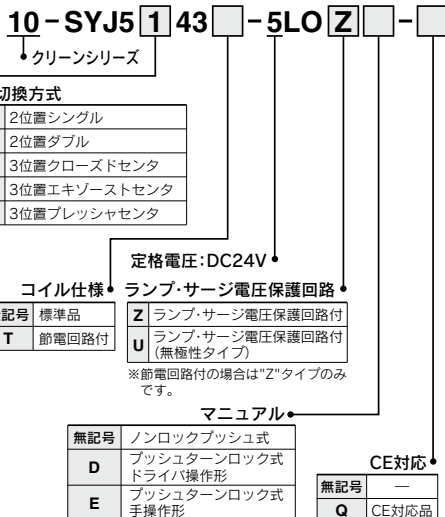 10-SYJ5 1 43 □-5LO Z □-□
クリーンシリーズ
切換方式
2位置シングル
2位置ダブル
3位置クローズドセンタ
3位置エキゾーストセンタ
3位置プレッシャセンタ
定格電圧:DC24V
コイル仕様
無記号 標準品
T 節電回路付
ランプ・サージ電圧保護回路
Z ランプ・サージ電圧保護回路付
U ランプ・サージ電圧保護回路付
(無極性タイプ)
※節電回路付の場合は"Z"タイプのみ
です。
マニュアル
無記号 ノンロックプッシュ式
D プッシュターンロック式
ドライバ操作形
E プッシュターンロック式
手操作形
CE対応
無記号 —
Q CE対応品